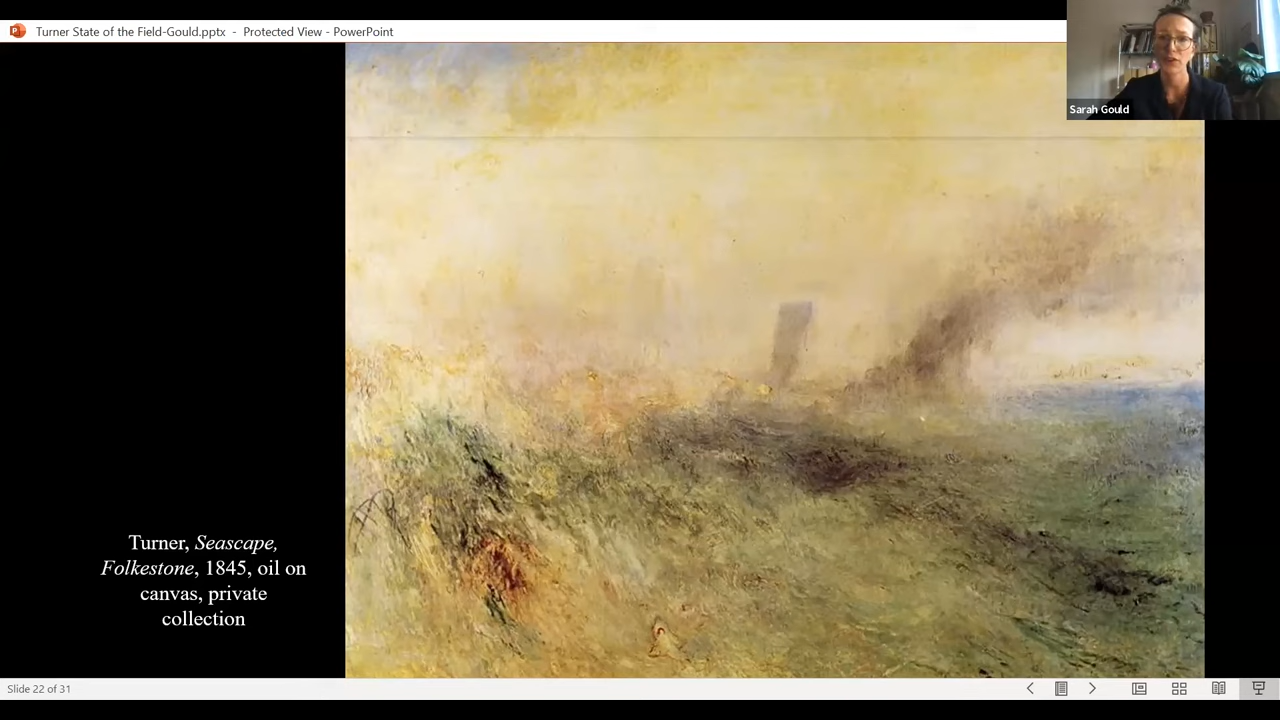 Turner State of the Field-Gould.pptx - Protected View - PowerPoint
Sarah Gould
Turner, Seascape,
Folkestone, 1845, oil on
canvas, private
collection
Slide 22 of 31